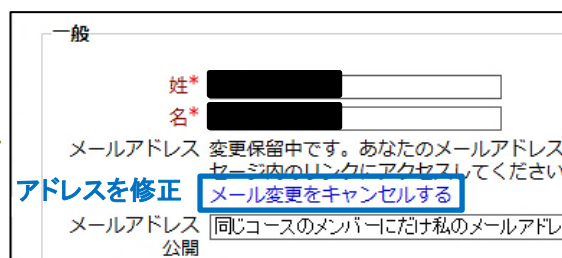 一般
姓*
名*
メールアドレス 変更保留中です。あなたのメールアドレス
セージ内のリンクにアクセスしてください
アドレスを修正 メール変更をキャンセルする
メールアドレス 同じコースのメンバーにだけ私のメールアドレ
公開